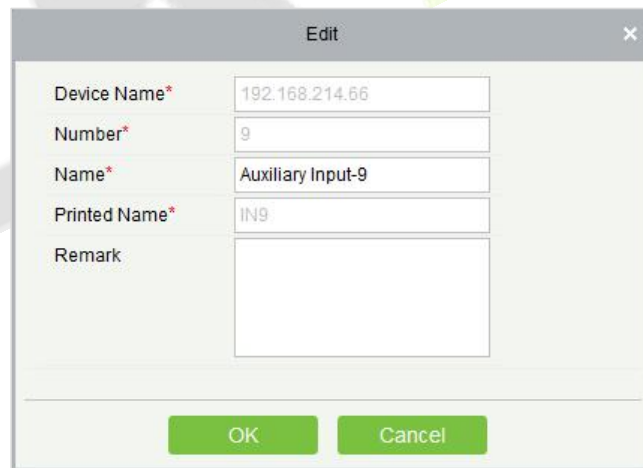 Edit ×
Device Name* 192.168.214.66
Number* 9
Name* Auxiliary Input-9
Printed Name* IN9
Remark
OK Cancel